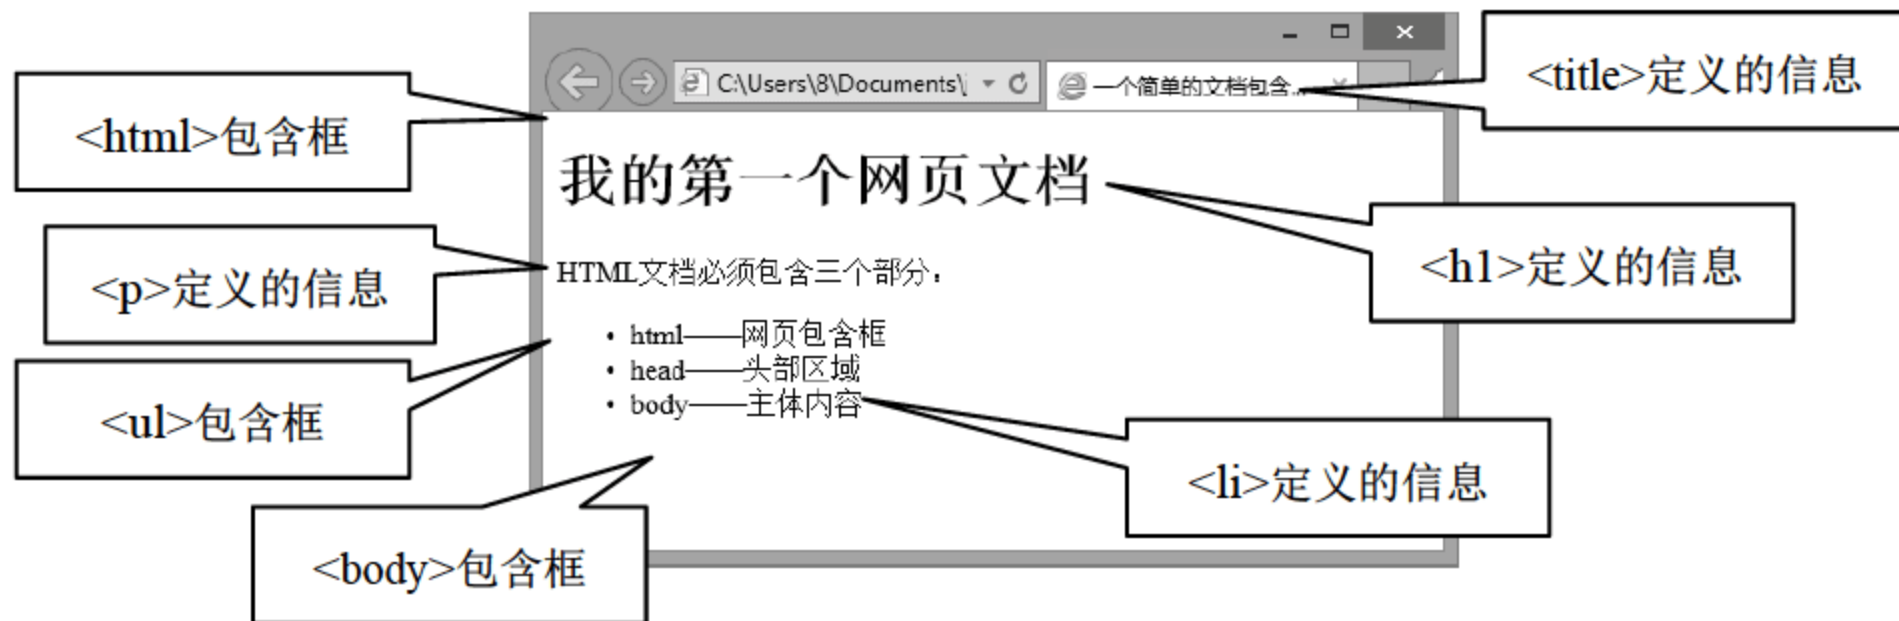 <title>定义的信息
C:\Users\8\Documents\
一个简单的文档包含...
<html>包含框
我的第一个网页文档
<h1>定义的信息
<p>定义的信息
HTML文档必须包含三个部分：
• html——网页包含框
• head——头部区域
• body——主体内容
<ul>包含框
<li>定义的信息
<body>包含框